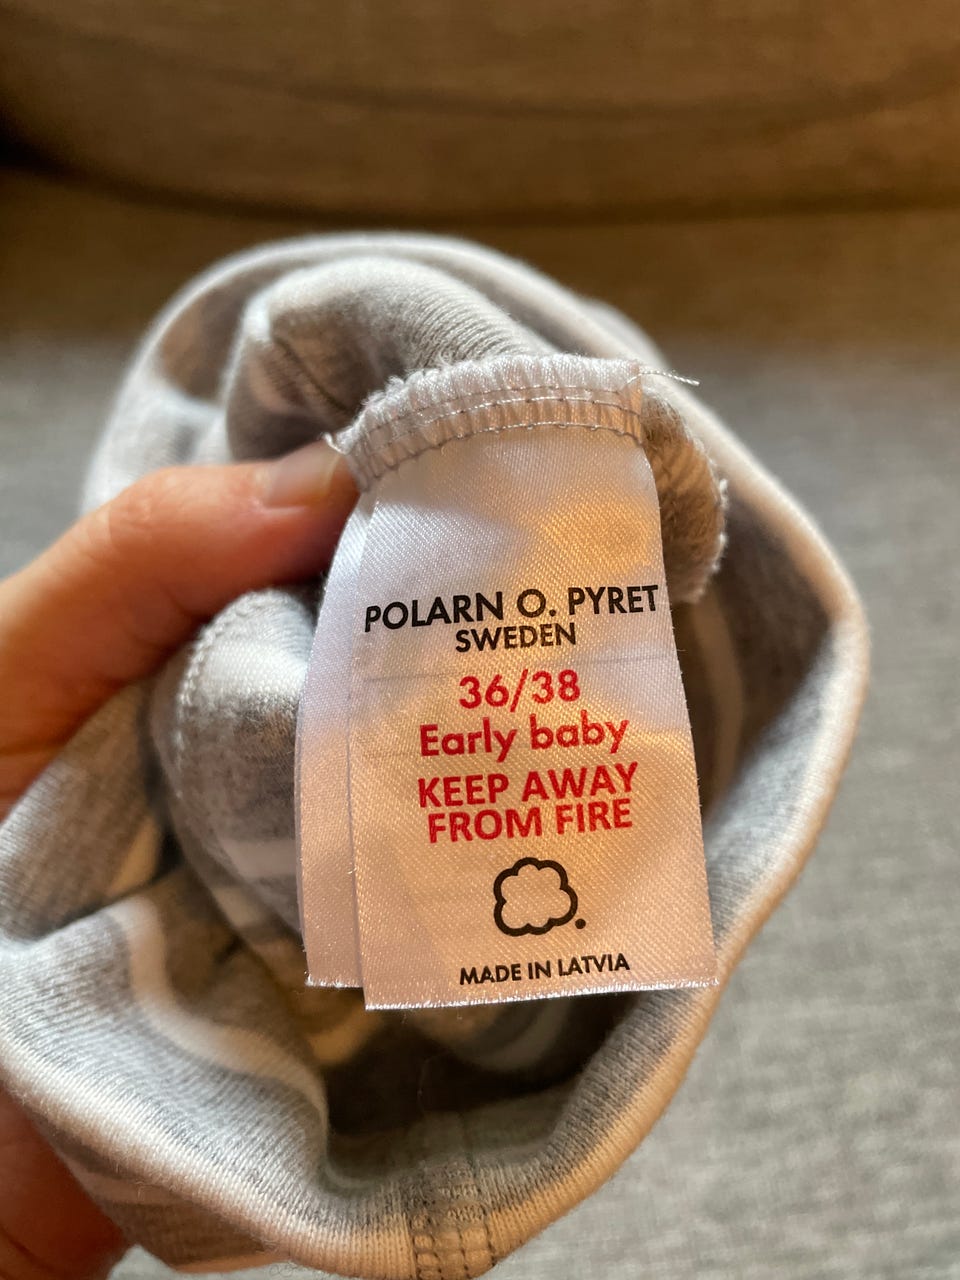 POLARN O. PYRET
SWEDEN
36/38
Early baby
KEEP AWAY
FROM FIRE
MADE IN LATVIA